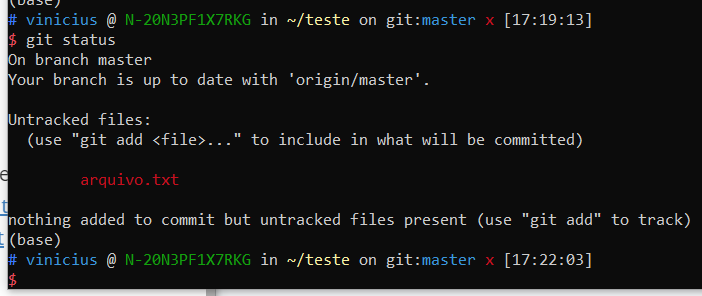 (base)
# vinicius @ N-20N3PF1X7RKG in ~/teste on git:master x [17:19:13]
$ git status
On branch master
Your branch is up to date with 'origin/master'.
Untracked files:
(use "git add <file>..." to include in what will be committed)
arquivo.txt
nothing added to commit but untracked files present (use "git add" to track)
(base)
# vinicius @ N-20N3PF1X7RKG in ~/teste on git:master x [17:22:03]
$